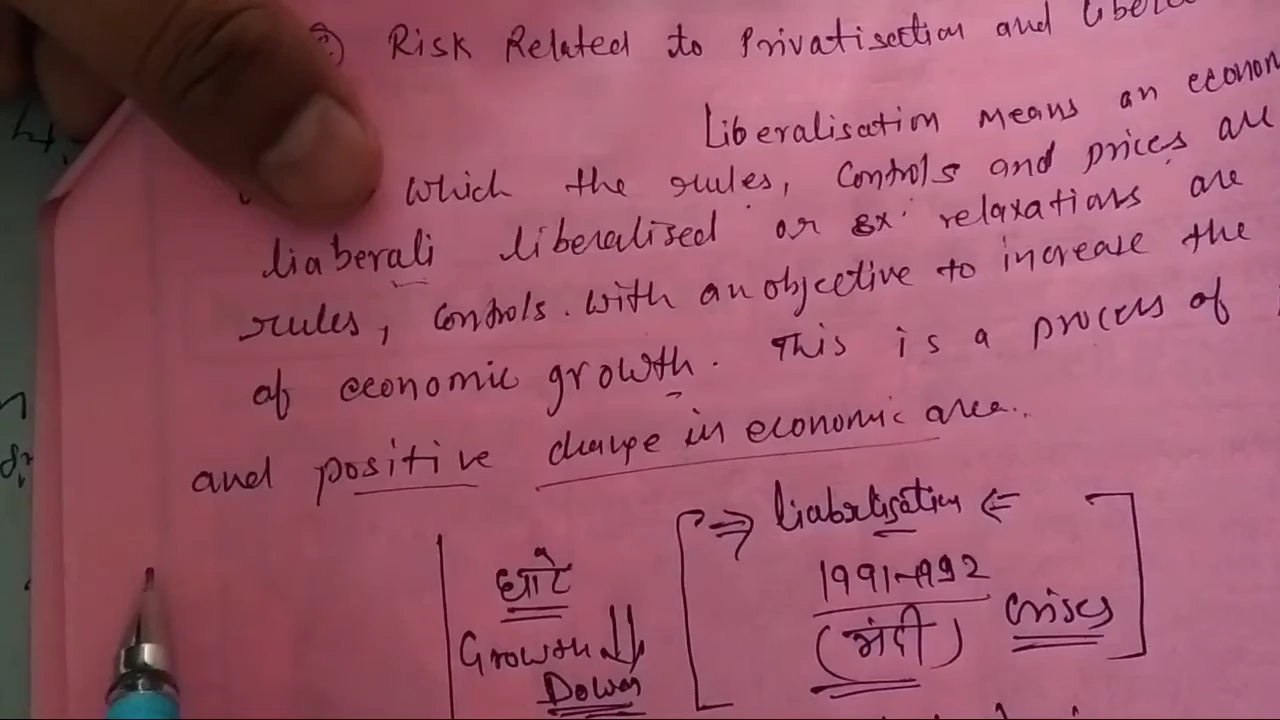 Risk Related to Privatisation and
Liberalisation means an econom
which the rules, Controls and prices are
liaberali liberalised or ex relaxations are
rules, controls. With an objective to increase the
of economic growth. This is a process of
and positive change in economic area..
⇒ liabrlisation ⇐
घाटे
1991-1992
Growth ⇓ (मंदी) crises
Down